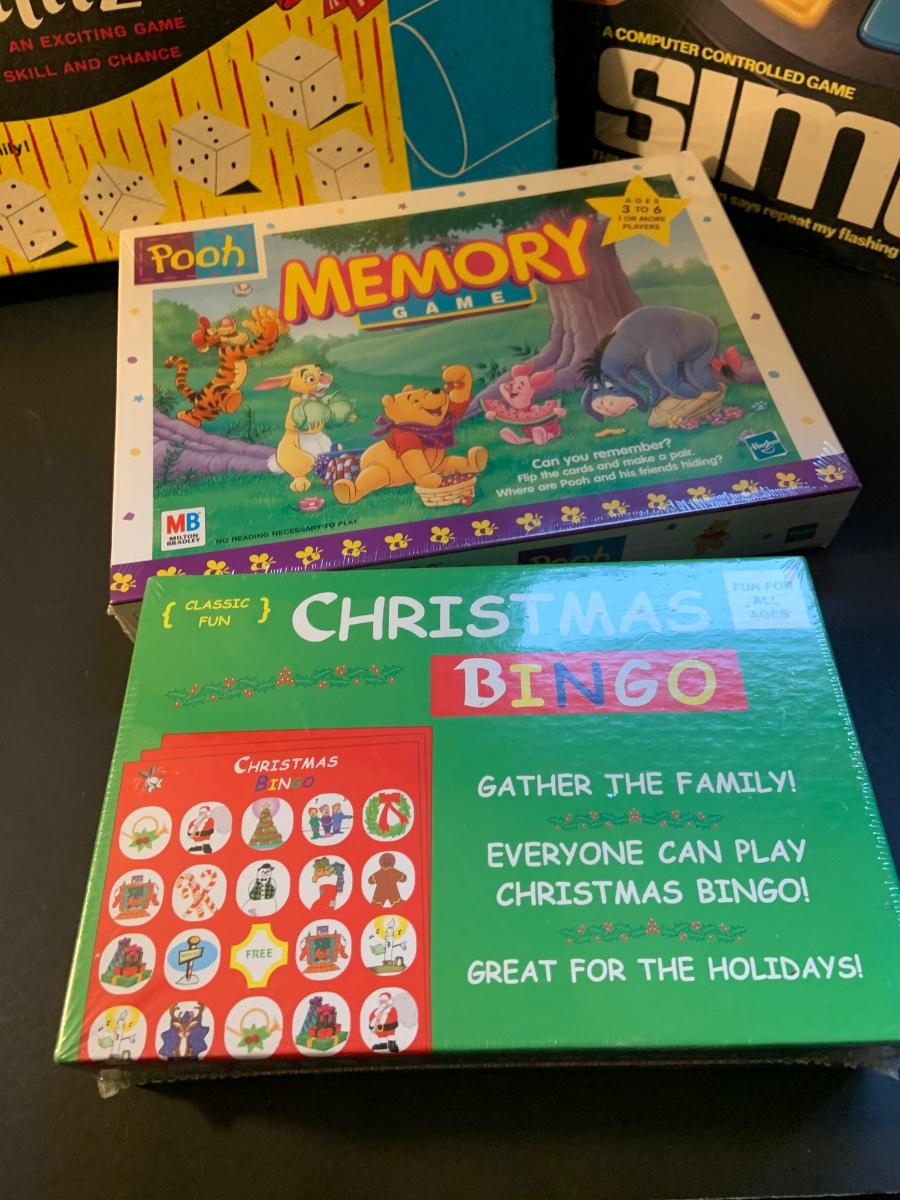 AN EXCITING GAME
SKILL AND CHANCE
A COMPUTER CONTROLLED GAME
says repeat my flashing
Pooh
MEMORY
GAME
AGES
3 TO 6
1 OR MORE
PLAYERS
Can you remember?
Flip the cards and make a pair.
Where are Pooh and his friends hiding?
Hasbro
MB
MILTON
BRADLEY
NO READING NECESSARY TO PLAY.
Pooh
{ CLASSIC }
FUN
CHRISTMAS
BINGO
FUN FOR
ALL
AGES
CHRISTMAS
BINGO
FREE
GATHER THE FAMILY!
EVERYONE CAN PLAY
CHRISTMAS BINGO!
GREAT FOR THE HOLIDAYS!